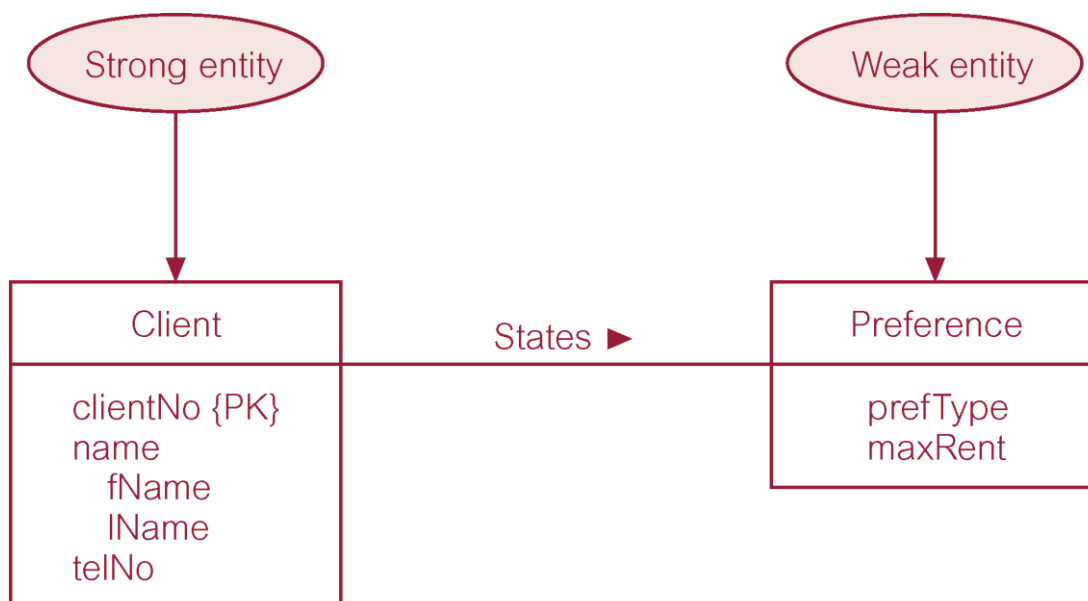 Strong entity
Weak entity
Client
States ►
Preference
clientNo {PK}
name
fName
lName
telNo
prefType
maxRent